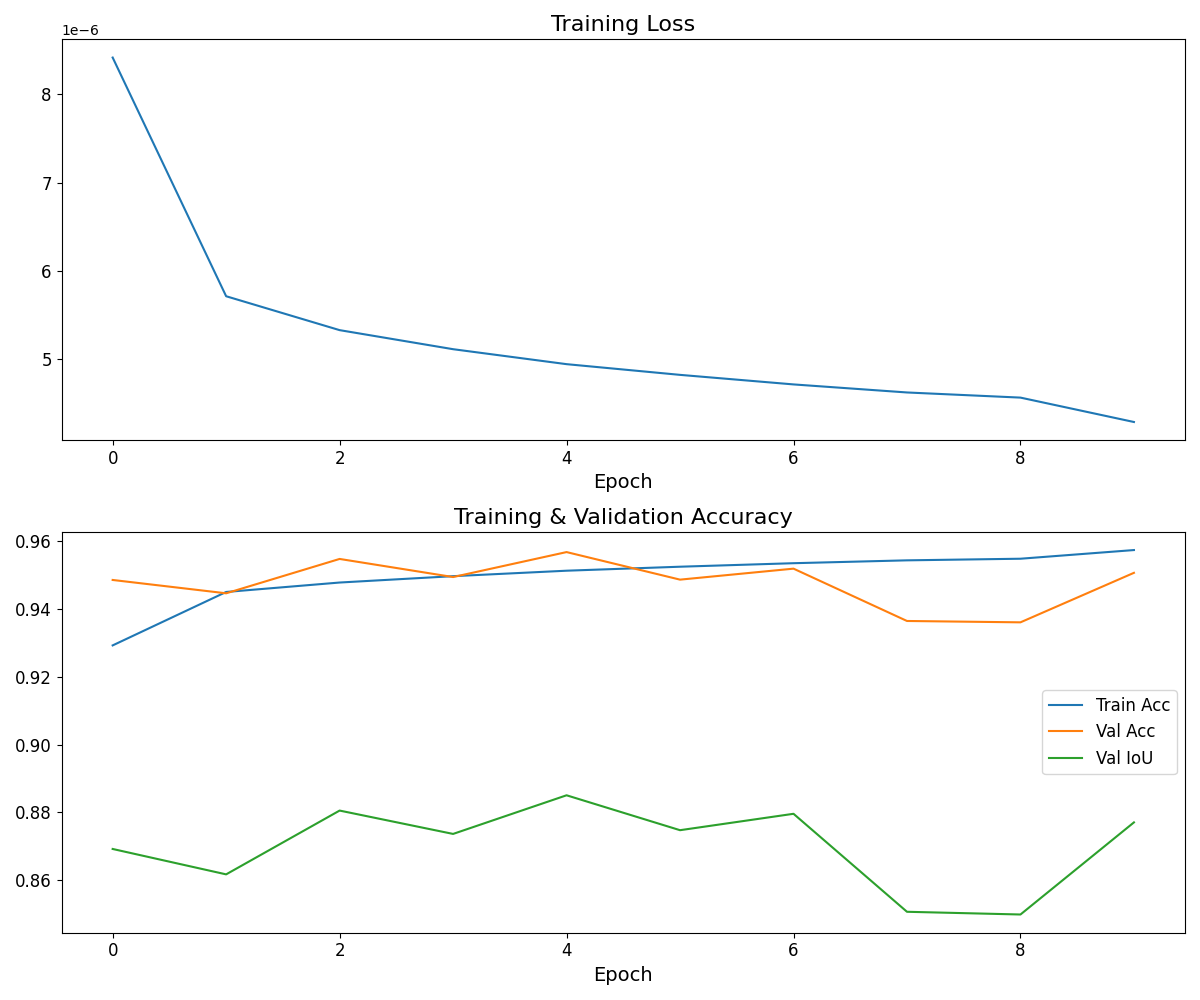 Training Loss
1e−6
8
7
6
5
0 2 4 6 8
Epoch
Training & Validation Accuracy
0.96
0.94
0.92
0.90
0.88
0.86
Train Acc
Val Acc
Val IoU
0 2 4 6 8
Epoch